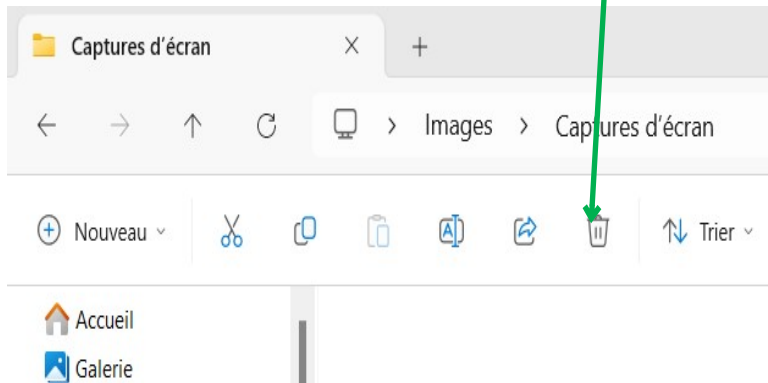 Captures d’écran
Images > Captures d’écran
Nouveau
Trier
Accueil
Galerie